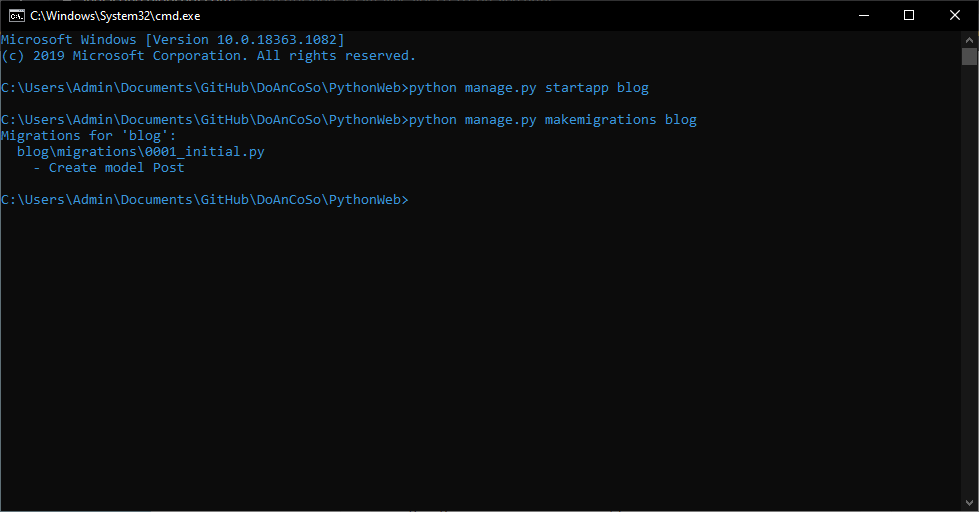 C:\Windows\System32\cmd.exe
Microsoft Windows [Version 10.0.18363.1082]
(c) 2019 Microsoft Corporation. All rights reserved.
C:\Users\Admin\Documents\GitHub\DoAnCoSo\PythonWeb>python manage.py startapp blog
C:\Users\Admin\Documents\GitHub\DoAnCoSo\PythonWeb>python manage.py makemigrations blog
Migrations for 'blog':
blog\migrations\0001_initial.py
- Create model Post
C:\Users\Admin\Documents\GitHub\DoAnCoSo\PythonWeb>